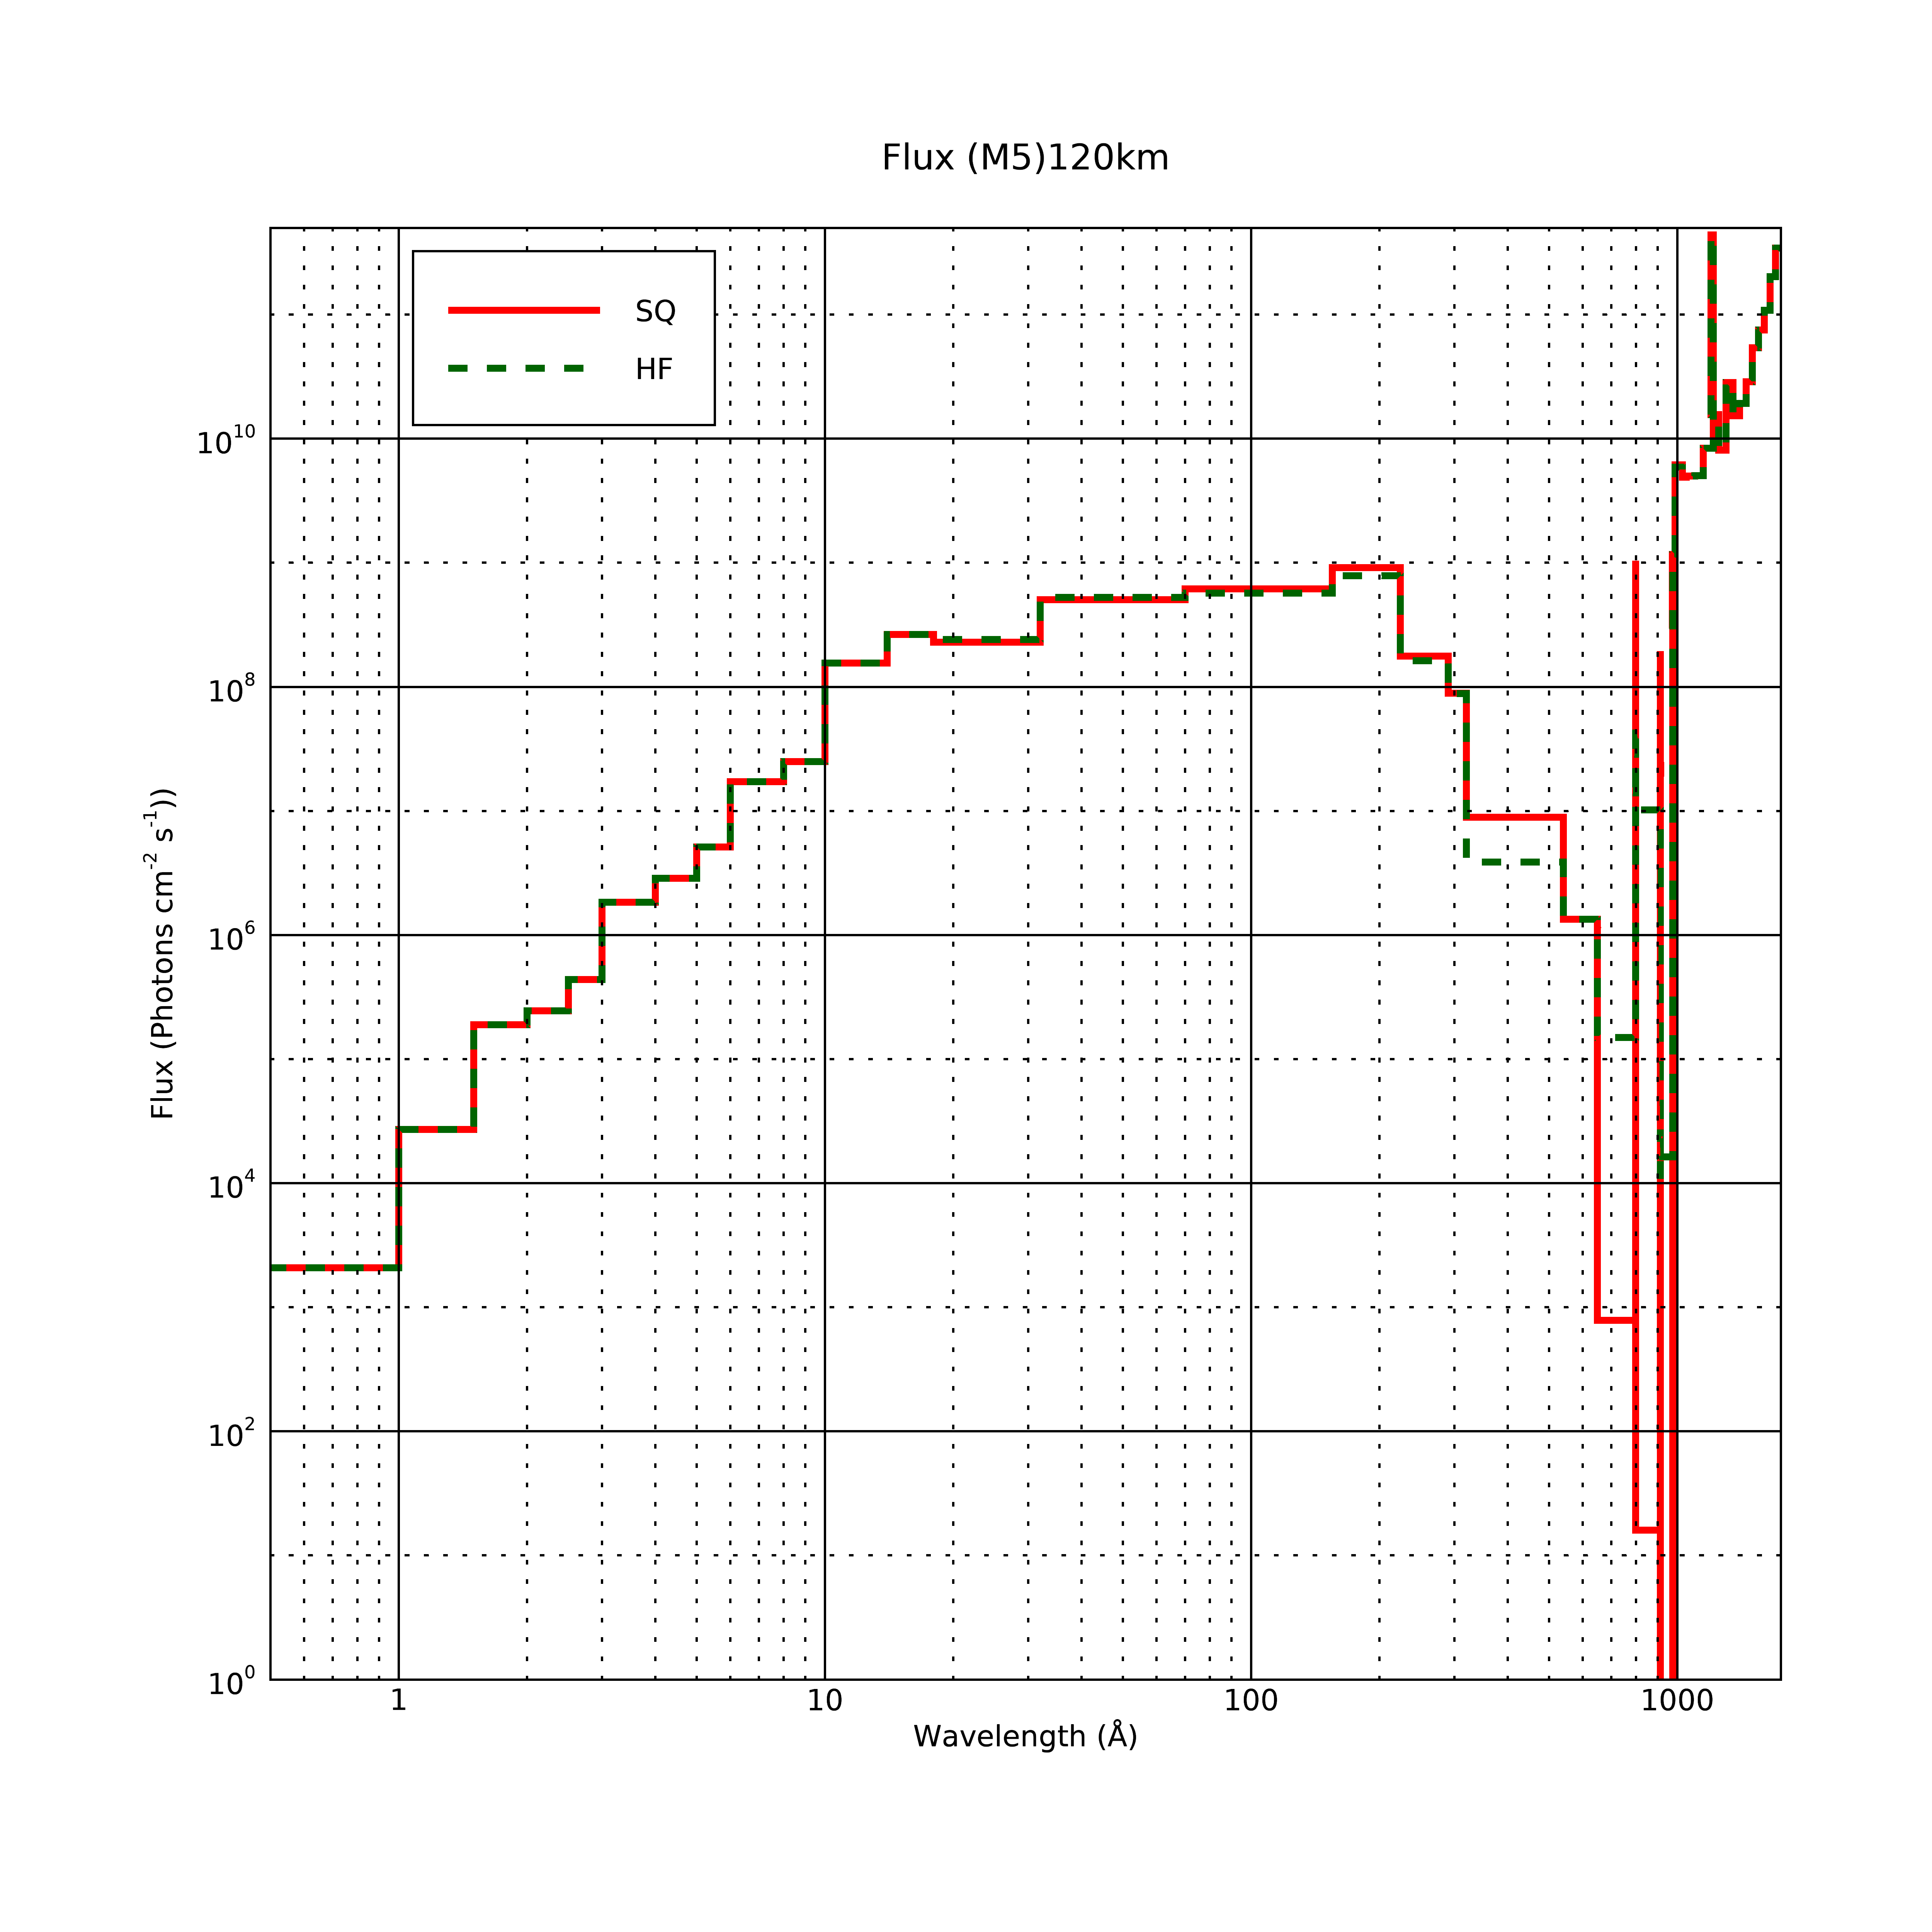 Flux (M5)120km
SQ
HF
Flux (Photons cm⁻² s⁻¹))
10¹⁰
10⁸
10⁶
10⁴
10²
10⁰
1 10 100 1000
Wavelength (Å)